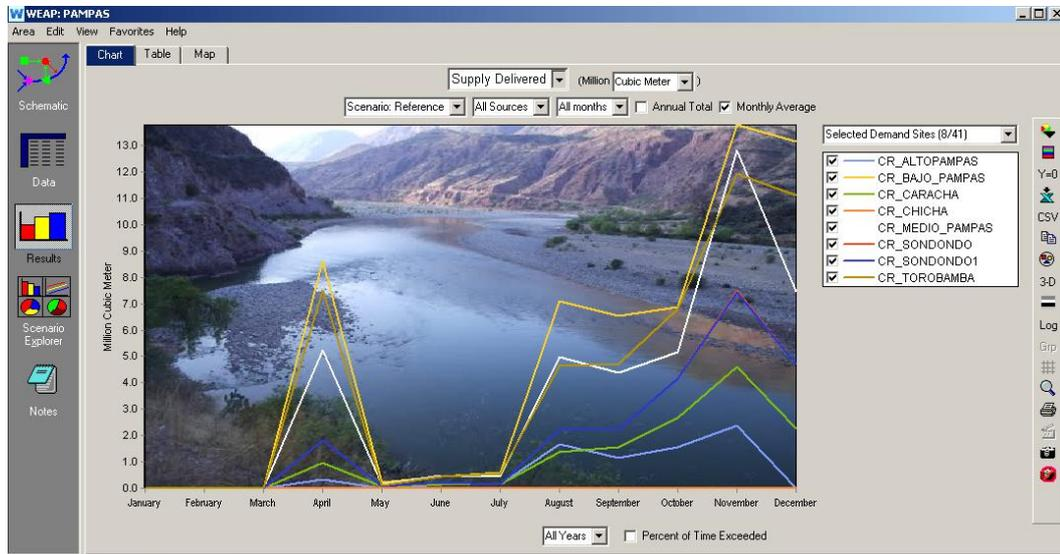 WEAP: PAMPAS
Area Edit View Favorites Help
Chart Table Map
Supply Delivered (Million Cubic Meter )
Scenario: Reference All Sources All months Annual Total Monthly Average
Schematic
Data
Results
Scenario
Explorer
Notes
Million Cubic Meter
13.0
12.0
11.0
10.0
9.0
8.0
7.0
6.0
5.0
4.0
3.0
2.0
1.0
0.0
January February March April May June July August September October November December
All Years Percent of Time Exceeded
Selected Demand Sites (8/41)
CR_ALTOPAMPAS
CR_BAJO_PAMPAS
CR_CARACHA
CR_CHICHA
CR_MEDIO_PAMPAS
CR_SONDONDO
CR_SONDONDO1
CR_TOROBAMBA
Y=0
CSV
3-D
Log
Grp